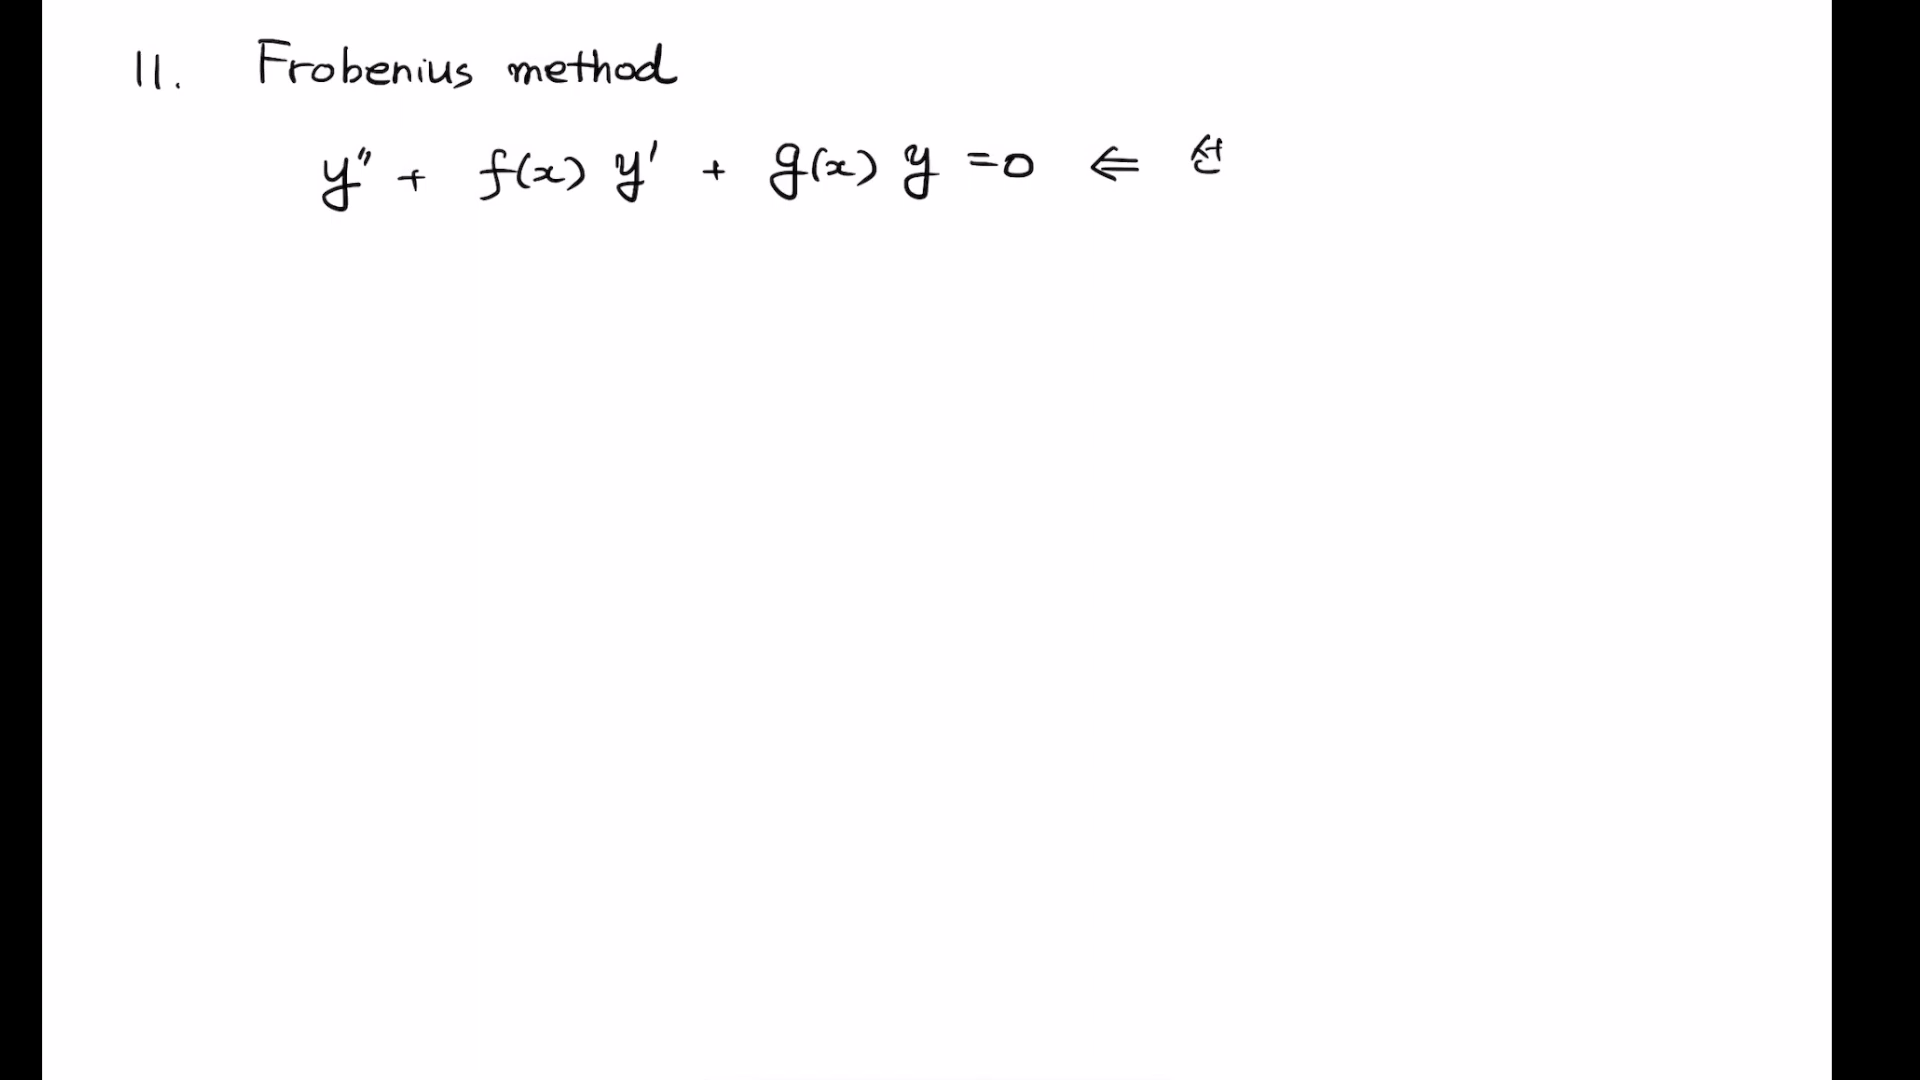 11. Frobenius method
y'' + f(x) y' + g(x) y = 0 ⇐ 선